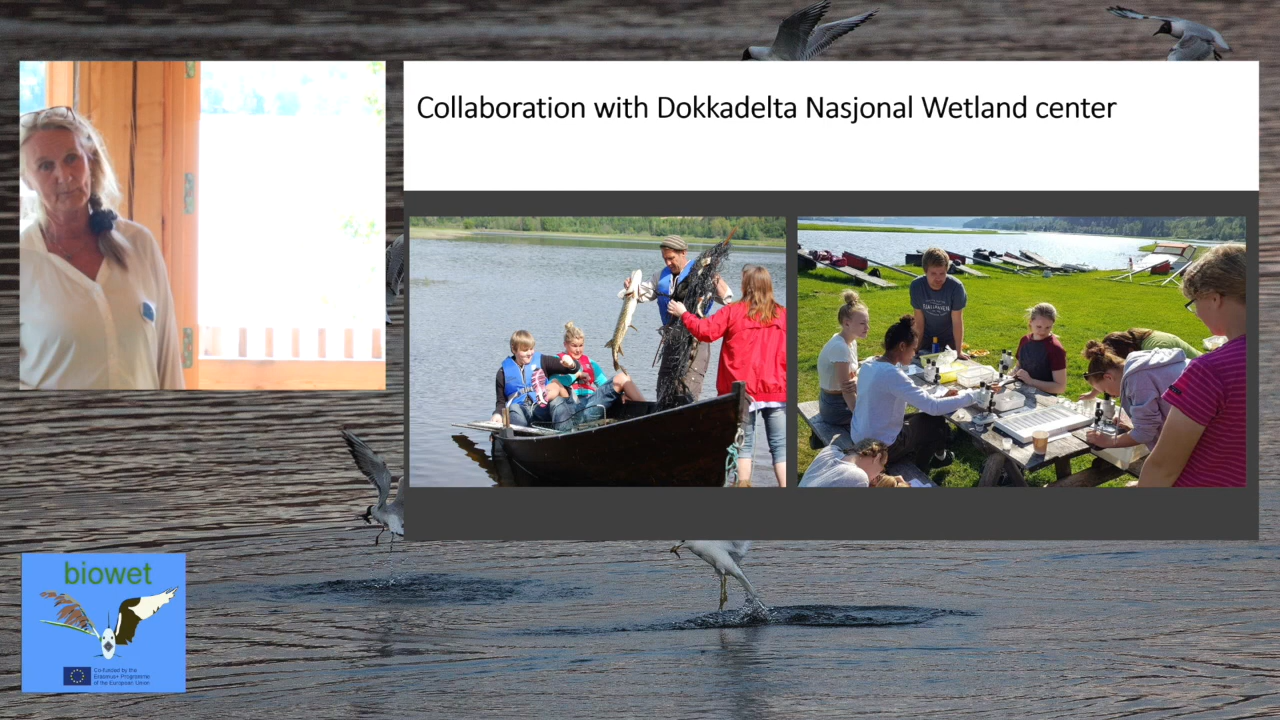 Collaboration with Dokkadelta Nasjonal Wetland center
biowet
Co-funded by the
Erasmus+ Programme
of the European Union